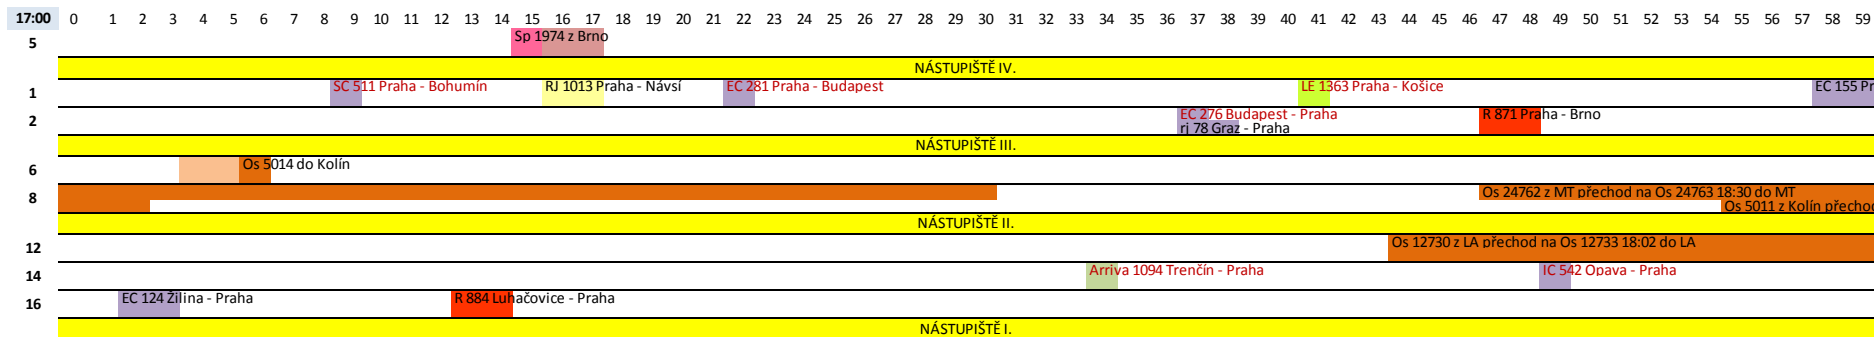 17:00 0 1 2 3 4 5 6 7 8 9 10 11 12 13 14 15 16 17 18 19 20 21 22 23 24 25 26 27 28 29 30 31 32 33 34 35 36 37 38 39 40 41 42 43 44 45 46 47 48 49 50 51 52 53 54 55 56 57 58 59
5 Sp 1974 z Brno
NÁSTUPIŠTĚ IV.
1 SC 511 Praha - Bohumín RJ 1013 Praha - Návsí EC 281 Praha - Budapest LE 1363 Praha - Košice EC 155 Pr
2 EC 276 Budapest - Praha R 871 Praha - Brno
rj 78 Graz - Praha
NÁSTUPIŠTĚ III.
6 Os 5014 do Kolín
8 Os 24762 z MT přechod na Os 24763 18:30 do MT
Os 5011 z Kolín přechod
NÁSTUPIŠTĚ II.
12 Os 12730 z LA přechod na Os 12733 18:02 do LA
14 Arriva 1094 Trenčín - Praha IC 542 Opava - Praha
16 EC 124 Žilina - Praha R 884 Luhačovice - Praha
NÁSTUPIŠTĚ I.